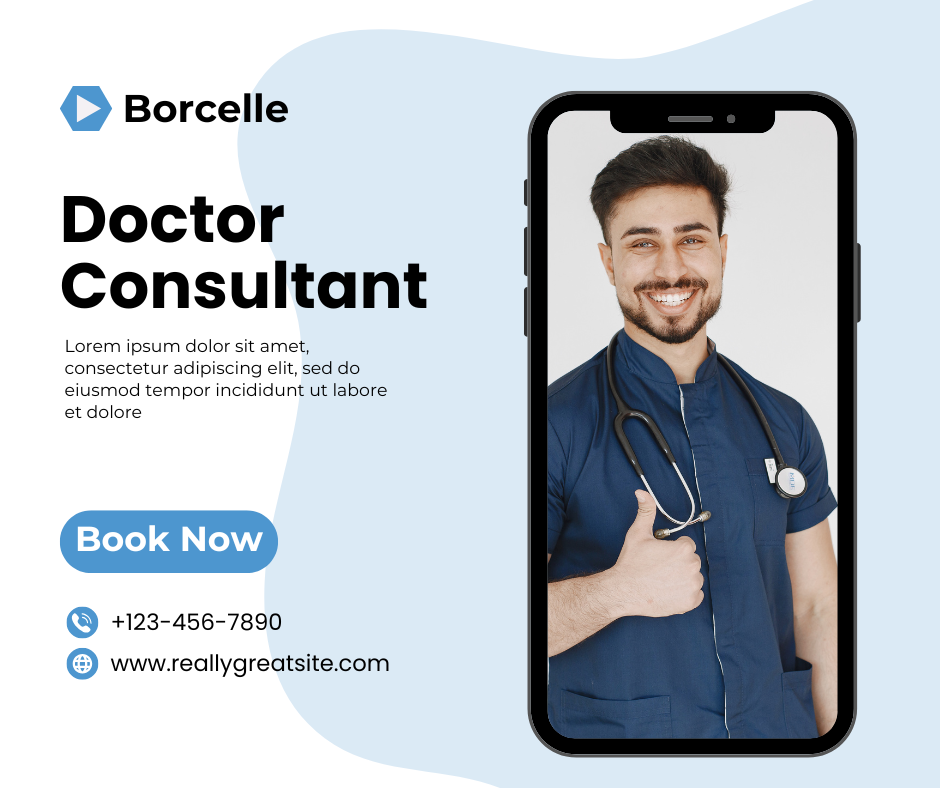 Borcelle
Doctor
Consultant
Lorem ipsum dolor sit amet,
consectetur adipiscing elit, sed do
eiusmod tempor incididunt ut labore
et dolore
Book Now
+123-456-7890
www.reallygreatsite.com